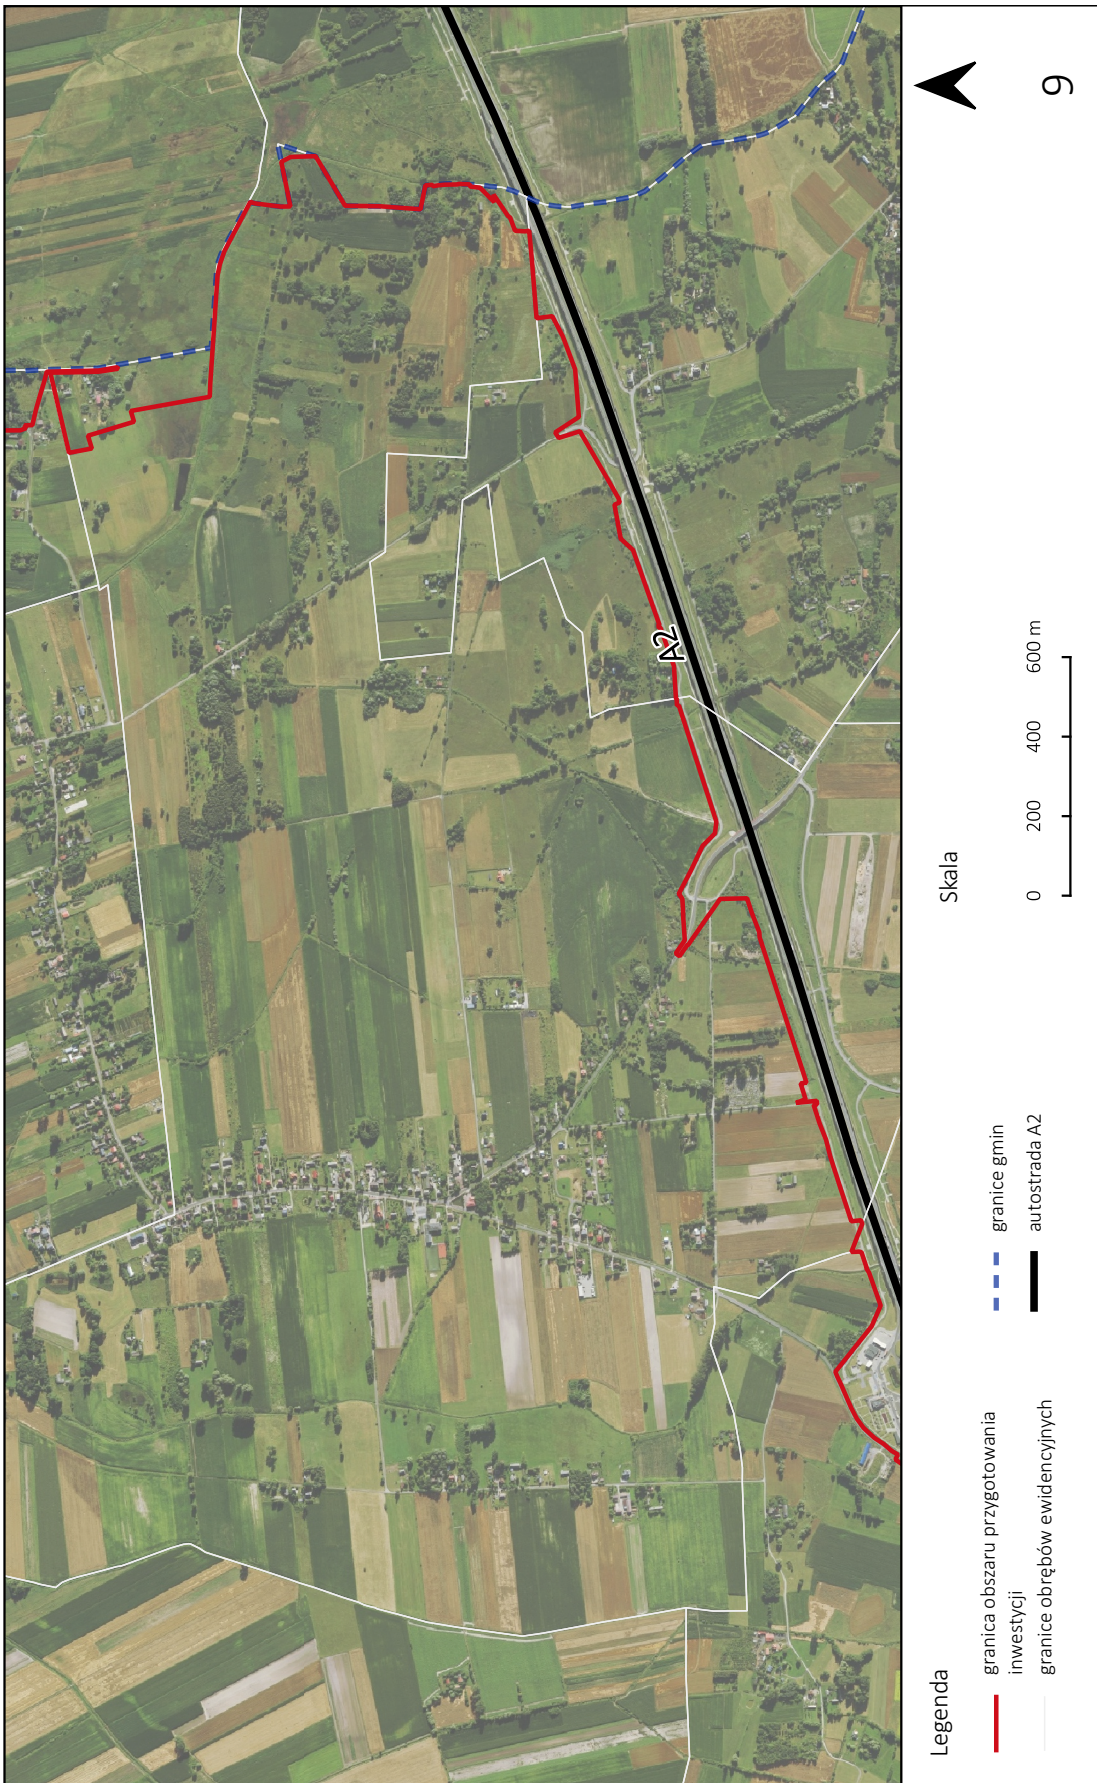 A2
Legenda
granica obszaru przygotowania
inwestycji
granice obrębów ewidencyjnych
granice gmin
autostrada A2
Skala
0 200 400 600 m
9